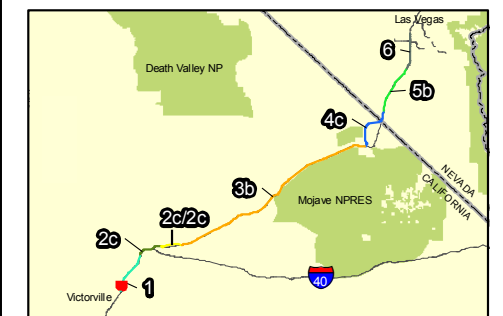 Las Vegas
6
Death Valley NP
5b
4c
NEVADA
CALIFORNIA
3b
Mojave NPRES
2c/2c
2c
40
1
Victorville